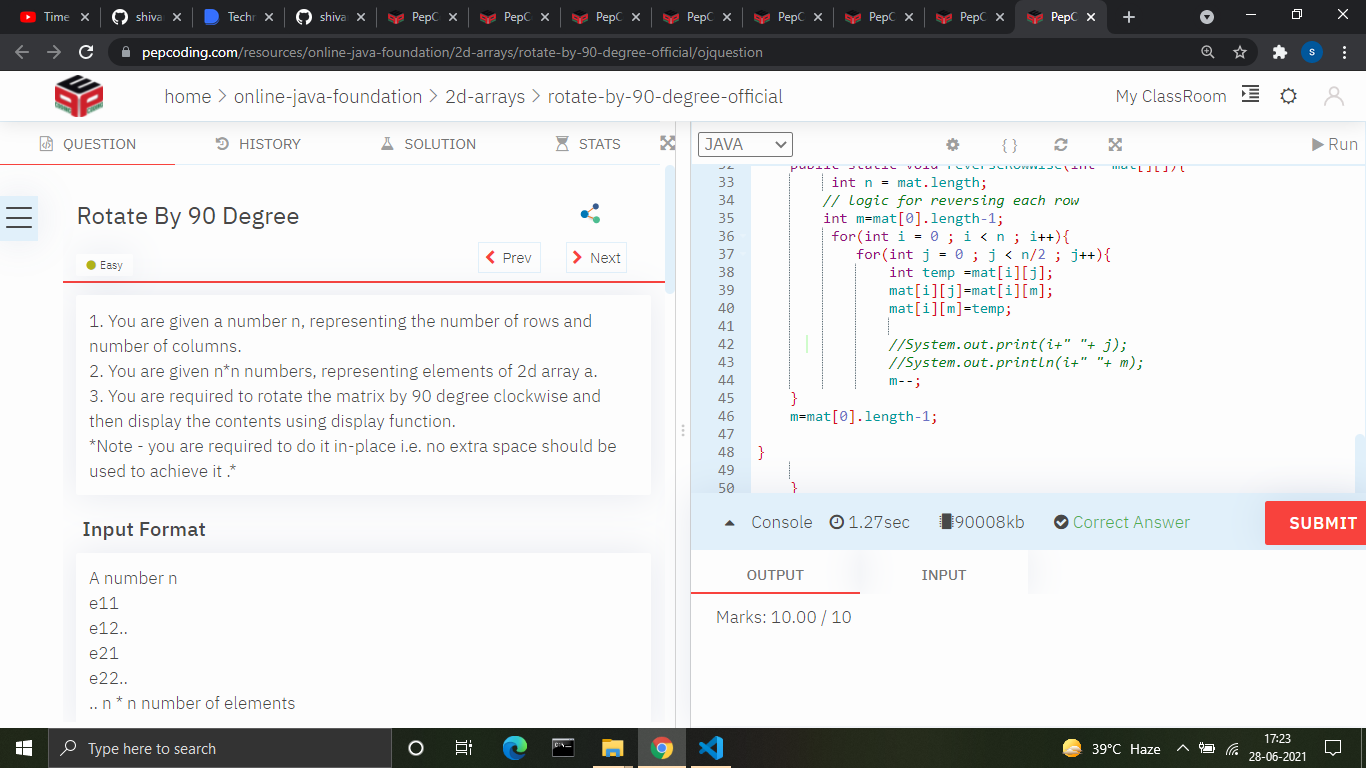 Time
shiva
Techr
shiva
PepC
PepC
PepC
PepC
PepC
PepC
PepC
PepC
pepcoding.com/resources/online-java-foundation/2d-arrays/rotate-by-90-degree-official/ojquestion
s
home > online-java-foundation > 2d-arrays > rotate-by-90-degree-official
My ClassRoom
QUESTION HISTORY SOLUTION STATS
Rotate By 90 Degree
Prev Next
Easy
1. You are given a number n, representing the number of rows and
number of columns.
2. You are given n*n numbers, representing elements of 2d array a.
3. You are required to rotate the matrix by 90 degree clockwise and
then display the contents using display function.
*Note - you are required to do it in-place i.e. no extra space should be
used to achieve it .*
Input Format
A number n
e11
e12..
e21
e22..
.. n * n number of elements
JAVA { } Run
32 public static void reverseRowwise(int mat[][]){
33 int n = mat.length;
34 // logic for reversing each row
35 int m=mat[0].length-1;
36 for(int i = 0 ; i < n ; i++){
37 for(int j = 0 ; j < n/2 ; j++){
38 int temp =mat[i][j];
39 mat[i][j]=mat[i][m];
40 mat[i][m]=temp;
41
42 //System.out.print(i+" "+ j);
43 //System.out.println(i+" "+ m);
44 m--;
45 }
46 m=mat[0].length-1;
47
48 }
49
50 }
Console 1.27sec 90008kb Correct Answer SUBMIT
OUTPUT INPUT
Marks: 10.00 / 10
Type here to search
39°C Haze
17:23
28-06-2021